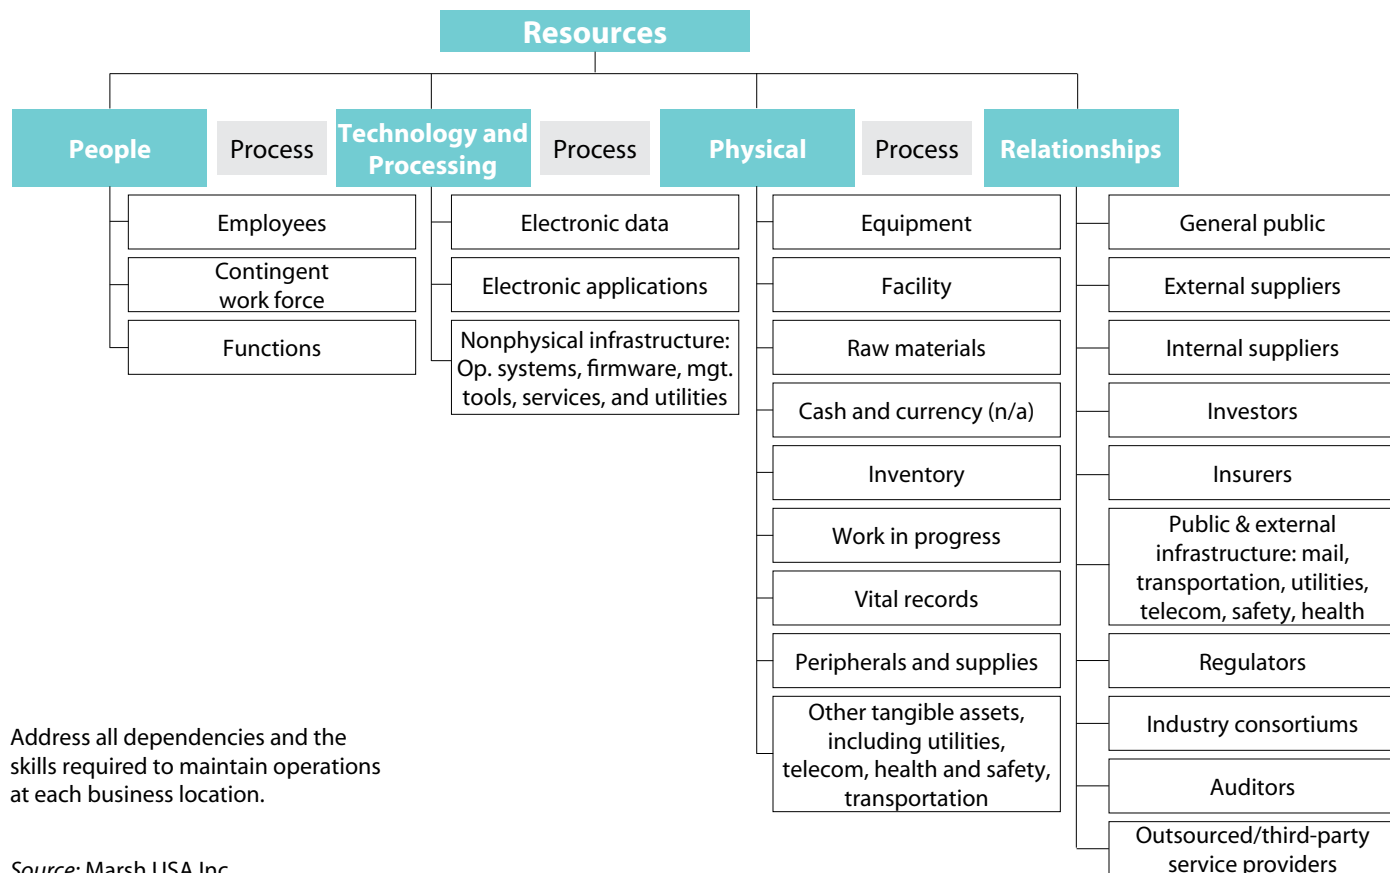 Resources
People
Process
Technology and
Processing
Process
Physical
Process
Relationships
Employees
Contingent
work force
Functions
Electronic data
Electronic applications
Nonphysical infrastructure:
Op. systems, firmware, mgt.
tools, services, and utilities
Equipment
Facility
Raw materials
Cash and currency (n/a)
Inventory
Work in progress
Vital records
Peripherals and supplies
Other tangible assets,
including utilities,
telecom, health and safety,
transportation
General public
External suppliers
Internal suppliers
Investors
Insurers
Public & external
infrastructure: mail,
transportation, utilities,
telecom, safety, health
Regulators
Industry consortiums
Auditors
Outsourced/third-party
service providers
Address all dependencies and the
skills required to maintain operations
at each business location.
Source: Marsh USA Inc